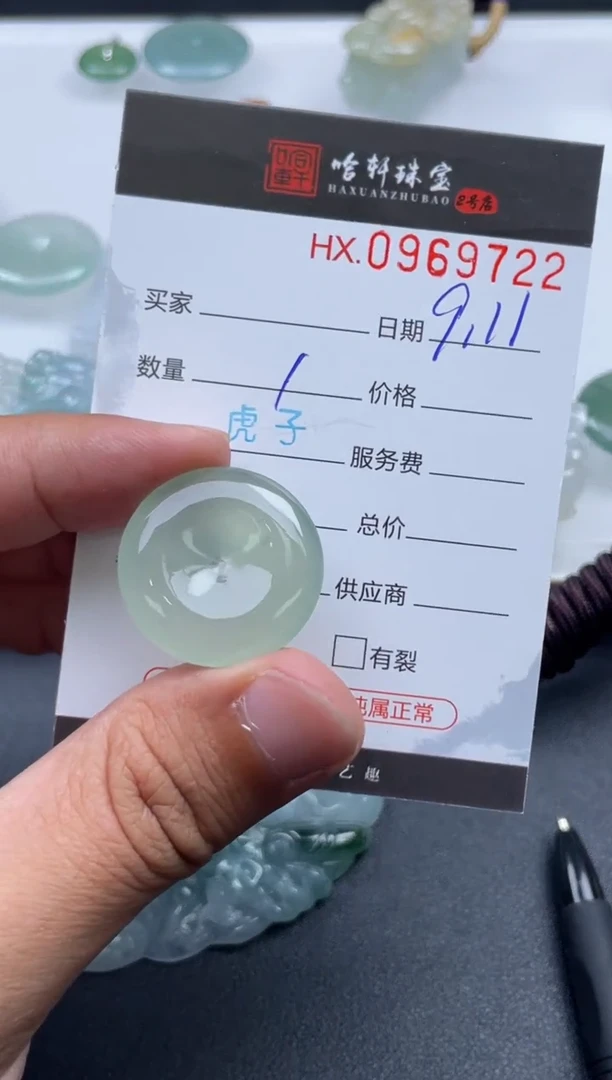 哈轩珠宝
HAXUANZHUBAO 2号店
HX.0969722
买家 日期 9.11
数量 1 价格
虎子 服务费
总价
供应商
有裂
纯属正常